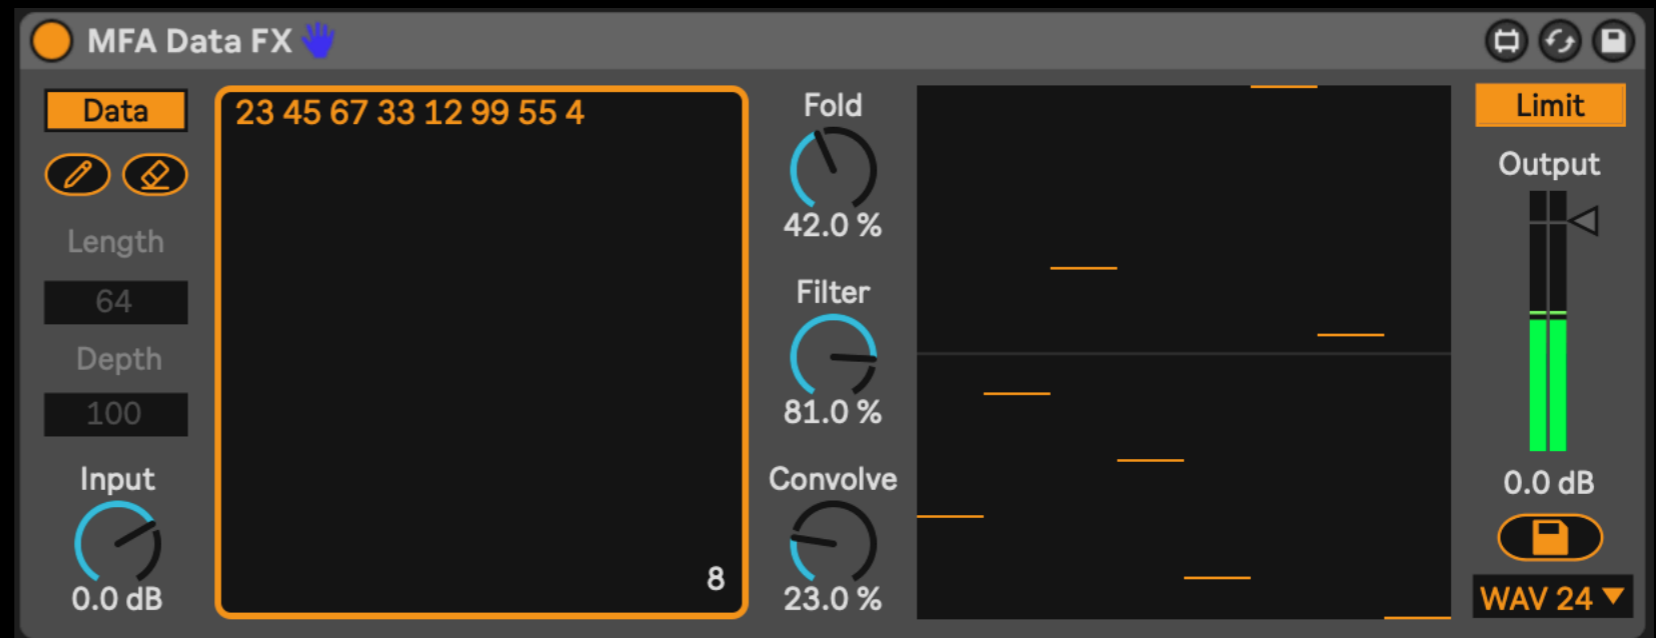 MFA Data FX
Data
23 45 67 33 12 99 55 4
Length
64
Depth
100
Input
0.0 dB
8
Fold
42.0 %
Filter
81.0 %
Convolve
23.0 %
Limit
Output
0.0 dB
WAV 24